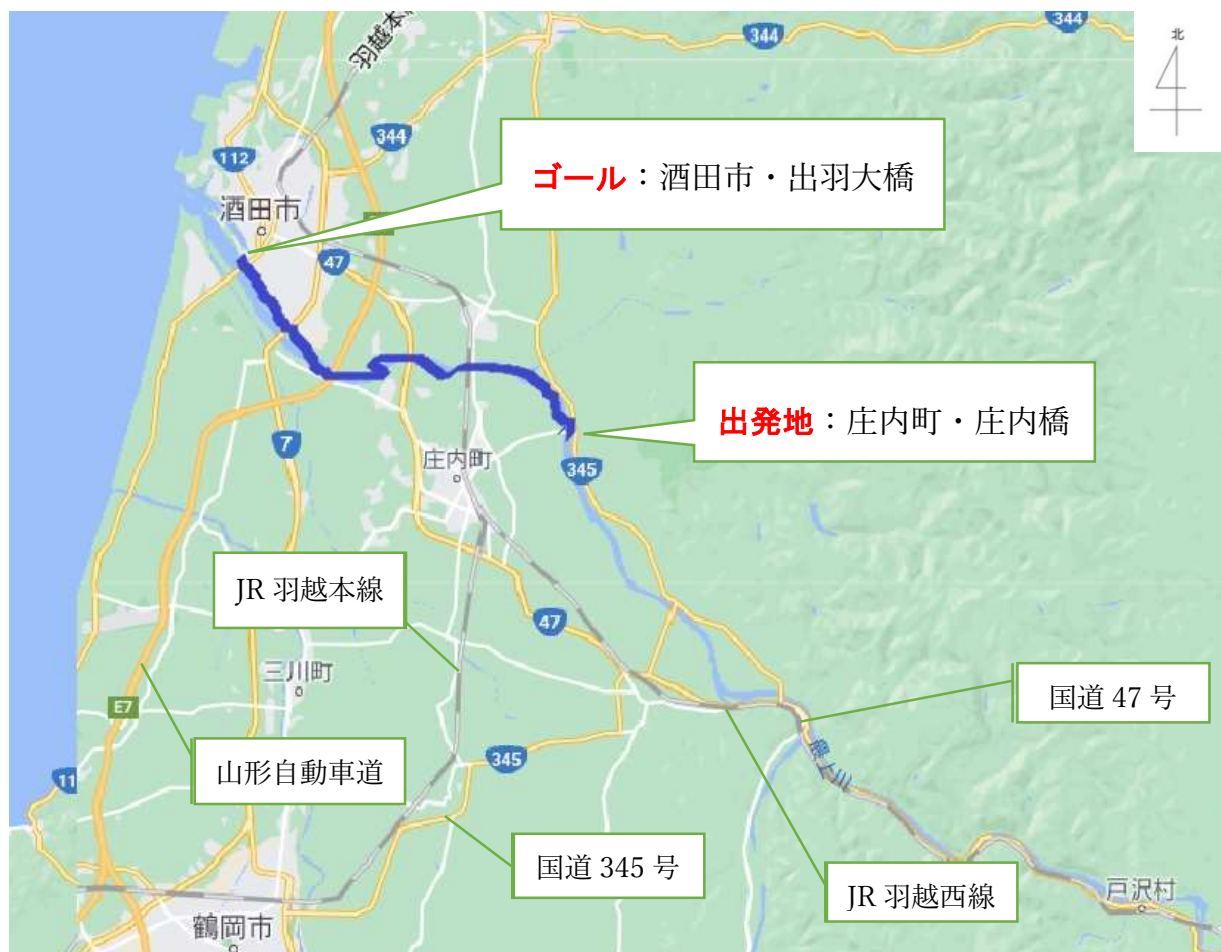 344
344
北
羽越本線
344
112
ゴール：酒田市・出羽大橋
酒田市
47
出発地：庄内町・庄内橋
7
庄内町
345
JR 羽越本線
47
三川町
国道 47 号
E7
345
最上川
山形自動車道
11
国道 345 号
JR 羽越西線
戸沢村
鶴岡市